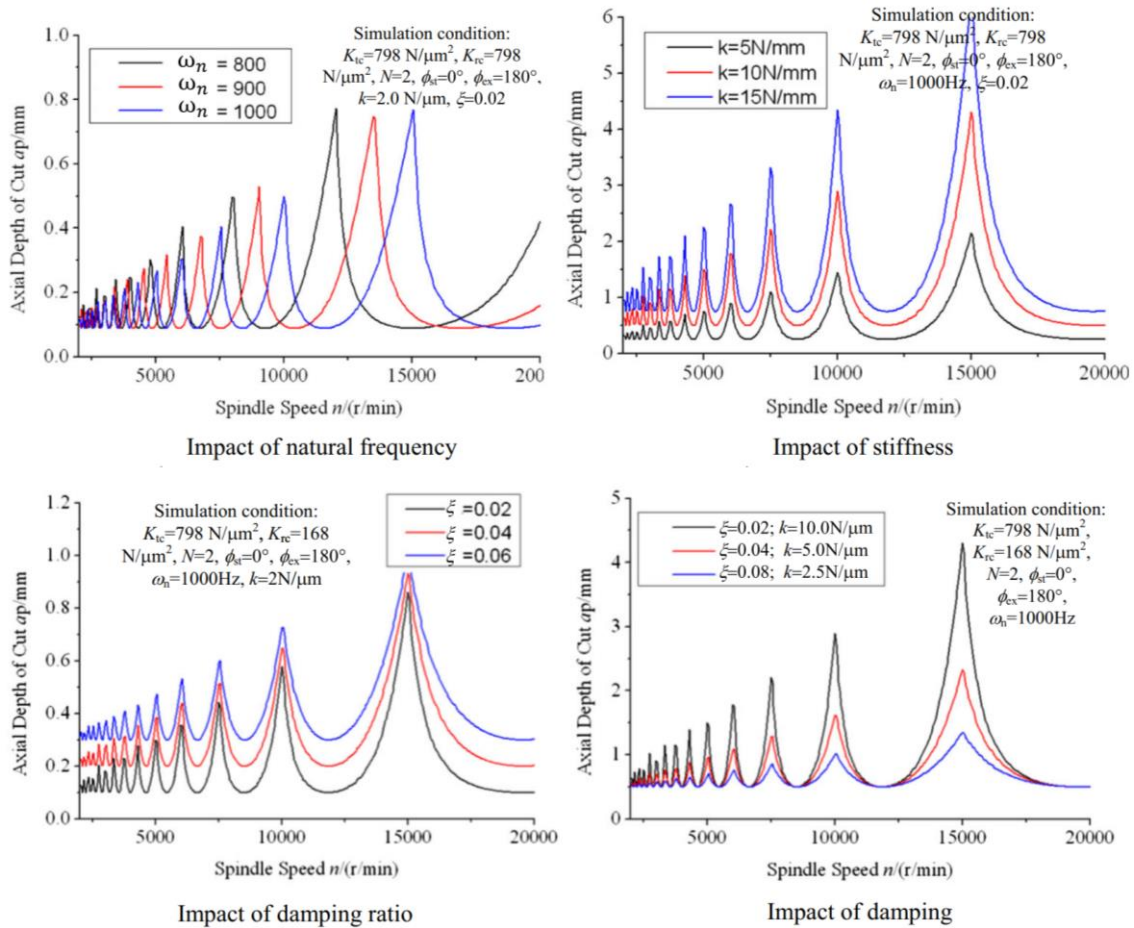 1.0
0.8
0.6
0.4
0.2
0.0
Axial Depth of Cut ap/mm
ωn = 800
ωn = 900
ωn = 1000
Simulation condition:
Ktc=798 N/μm², Krc=798
N/μm², N=2, ϕst=0°, ϕex=180°,
k=2.0 N/μm, ξ=0.02
5000 10000 15000 200
Spindle Speed n/(r/min)
Impact of natural frequency
6
5
4
3
2
1
0
Axial Depth of Cut ap/mm
k=5N/mm
k=10N/mm
k=15N/mm
Simulation condition:
Ktc=798 N/μm², Krc=798
N/μm², N=2, ϕst=0°, ϕex=180°,
ωn=1000Hz, ξ=0.02
5000 10000 15000 20000
Spindle Speed n/(r/min)
Impact of stiffness
1.2
1.0
0.8
0.6
0.4
0.2
0.0
Axial Depth of Cut ap/mm
Simulation condition:
Ktc=798 N/μm², Krc=168
N/μm², N=2, ϕst=0°, ϕex=180°,
ωn=1000Hz, k=2N/μm
ξ =0.02
ξ =0.04
ξ =0.06
5000 10000 15000 20000
Spindle Speed n/(r/min)
Impact of damping ratio
5
4
3
2
1
0
Axial Depth of Cut ap/mm
ξ=0.02; k=10.0N/μm
ξ=0.04; k=5.0N/μm
ξ=0.08; k=2.5N/μm
Simulation condition:
Ktc=798 N/μm²,
Krc=168 N/μm²,
N=2, ϕst=0°,
ϕex=180°,
ωn=1000Hz
5000 10000 15000 20000
Spindle Speed n/(r/min)
Impact of damping